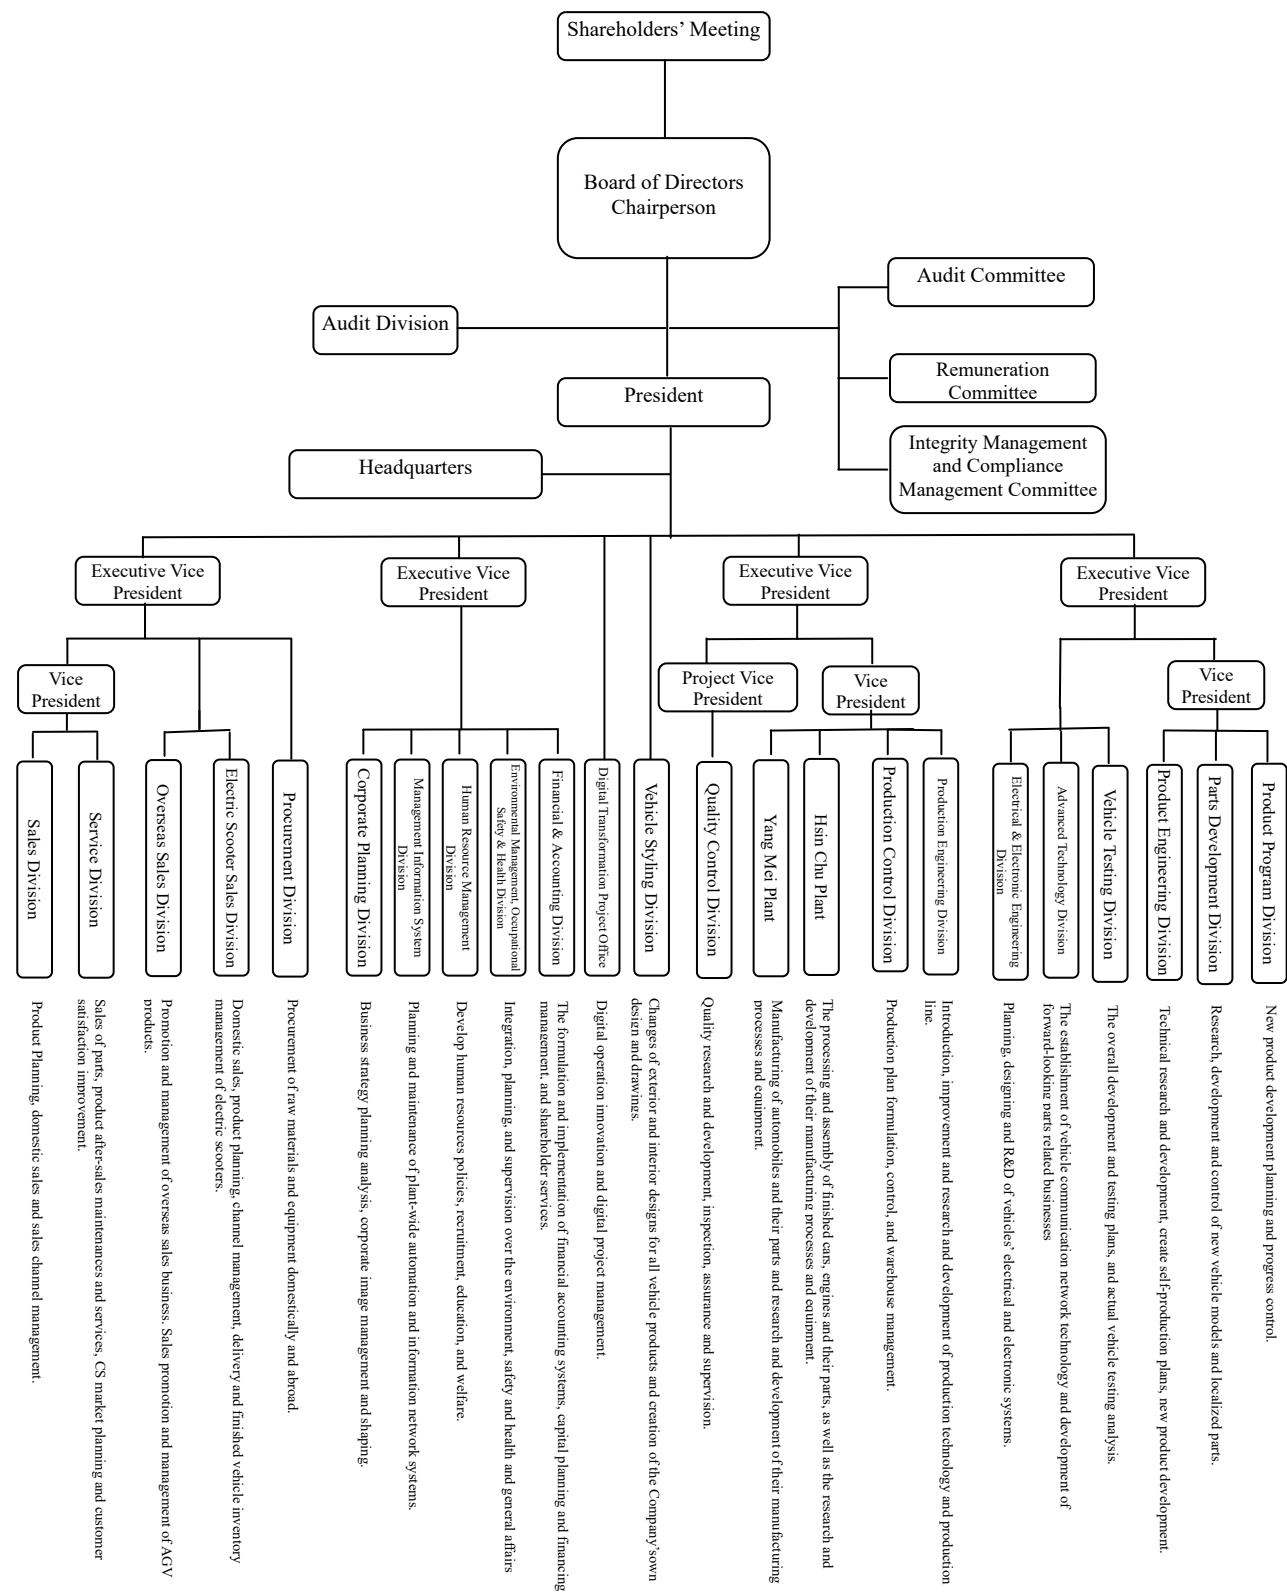 Shareholders’ Meeting
Board of Directors
Chairperson
Audit Committee
Audit Division
Remuneration
Committee
President
Integrity Management
and Compliance
Management Committee
Headquarters
Executive Vice
President
Executive Vice
President
Executive Vice
President
Executive Vice
President
Vice
President
Project Vice
President
Vice
President
Vice
President
Sales Division
Service Division
Overseas Sales Division
Electric Scooter Sales Division
Procurement Division
Corporate Planning Division
Management Information System
Division
Human Resource Management
Division
Environmental Management, Occupational
Safety & Health Division
Financial & Accounting Division
Digital Transformation Project Office
Vehicle Styling Division
Quality Control Division
Yang Mei Plant
Hsin Chu Plant
Production Control Division
Production Engineering Division
Electrical & Electronic Engineering
Division
Advanced Technology Division
Vehicle Testing Division
Product Engineering Division
Parts Development Division
Product Program Division
Product Planning, domestic sales and sales channel management.
Sales of parts, product after-sales maintenances and services, CS market planning and customer
satisfaction improvement.
Promotion and management of overseas sales business. Sales promotion and management of AGV
products.
Domestic sales, product planning, channel management, delivery and finished vehicle inventory
management of electric scooters.
Procurement of raw materials and equipment domestically and abroad.
Business strategy planning analysis, corporate image management and shaping.
Planning and maintenance of plant-wide automation and information network systems.
Develop human resources policies, recruitment, education, and welfare.
Integration, planning, and supervision over the environment, safety and health and general affairs
The formulation and implementation of financial accounting systems, capital planning and financing
management, and shareholder services.
Digital operation innovation and digital project management.
Changes of exterior and interior designs for all vehicle products and creation of the Company’sown
design and drawings.
Quality research and development, inspection, assurance and supervision.
Manufacturing of automobiles and their parts and research and development of their manufacturing
processes and equipment.
The processing and assembly of finished cars, engines and their parts, as well as the research and
development of their manufacturing processes and equipment.
Production plan formulation, control, and warehouse management.
Introduction, improvement and research and development of production technology and production
line.
Planning, designing and R&D of vehicles’ electrical and electronic systems.
The establishment of vehicle communication network technology and development of
forward-looking parts related businesses
The overall development and testing plans, and actual vehicle testing analysis.
Technical research and development, create self-production plans, new product development.
Research, development and control of new vehicle models and localized parts.
New product development planning and progress control.